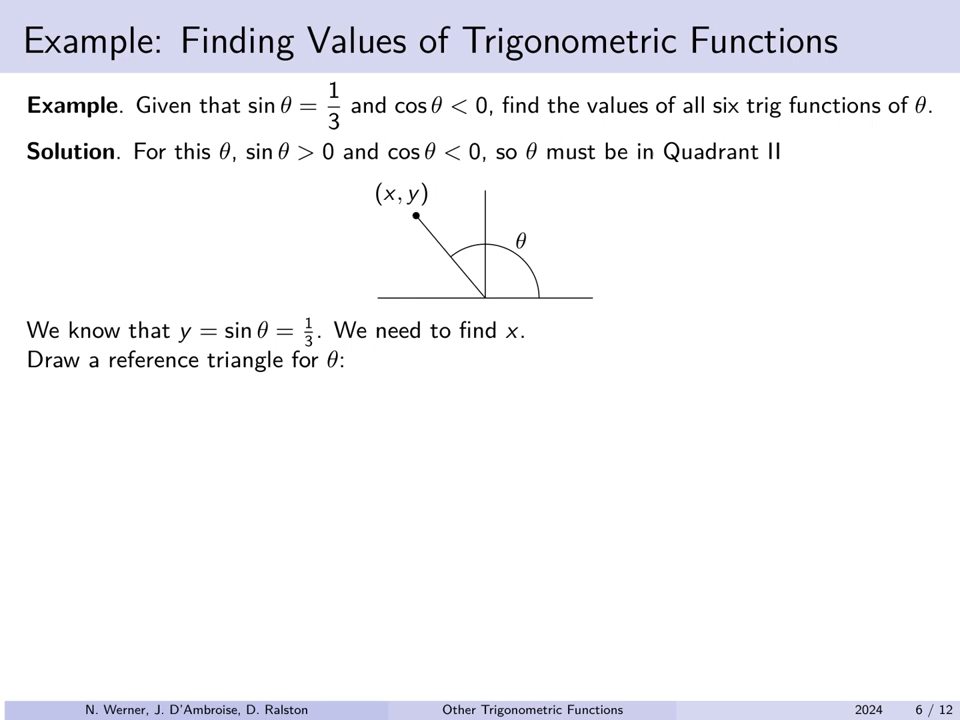 Example: Finding Values of Trigonometric Functions
Example. Given that sin θ = 1/3 and cos θ < 0, find the values of all six trig functions of θ.
Solution. For this θ, sin θ > 0 and cos θ < 0, so θ must be in Quadrant II
(x, y)
θ
We know that y = sin θ = 1/3. We need to find x.
Draw a reference triangle for θ:
N. Werner, J. D'Ambroise, D. Ralston Other Trigonometric Functions 2024 6 / 12